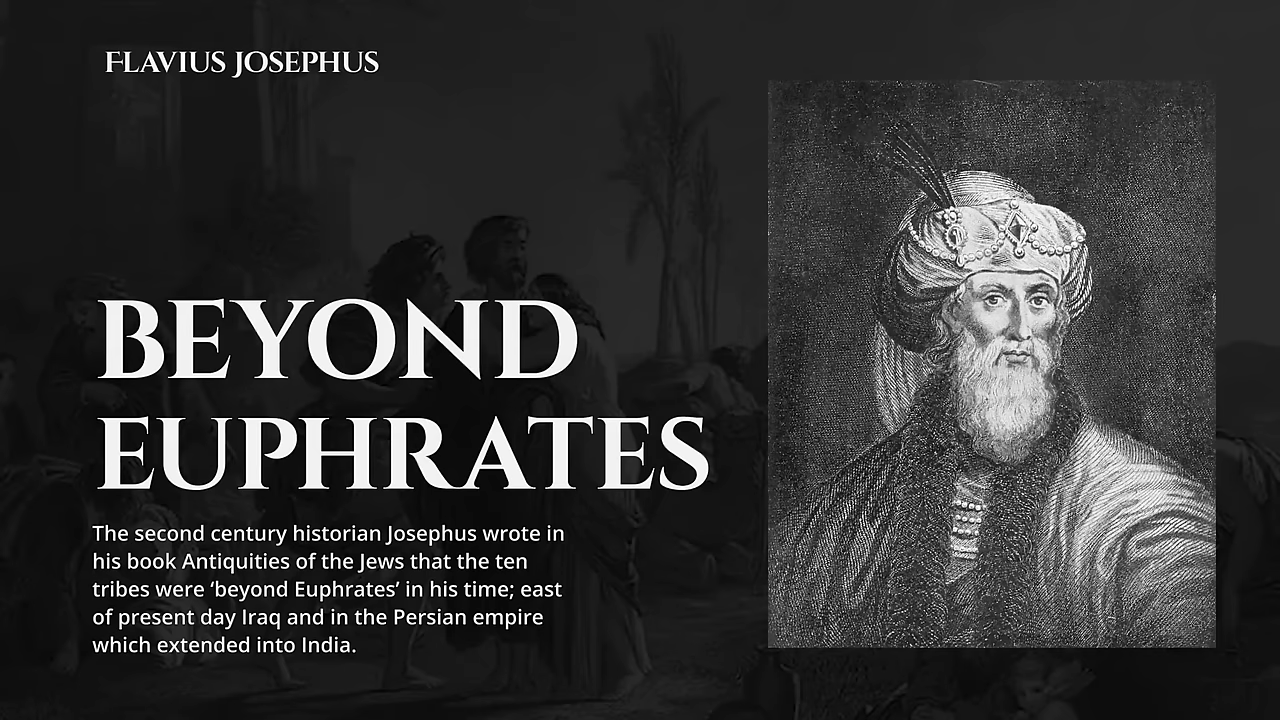 FLAVIUS JOSEPHUS
BEYOND
EUPHRATES
The second century historian Josephus wrote in
his book Antiquities of the Jews that the ten
tribes were ‘beyond Euphrates’ in his time; east
of present day Iraq and in the Persian empire
which extended into India.